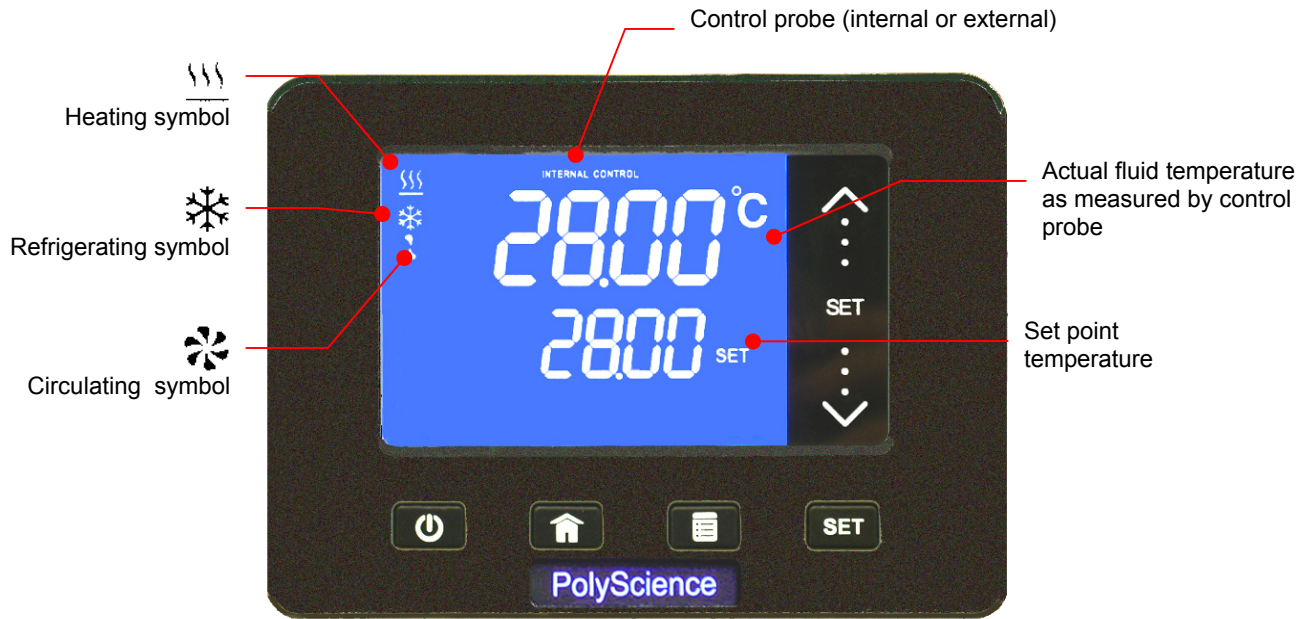 Control probe (internal or external)
Heating symbol
Refrigerating symbol
Circulating symbol
INTERNAL CONTROL
28.00°C
28.00 SET
SET
Actual fluid temperature
as measured by control
probe
Set point
temperature
SET
PolyScience